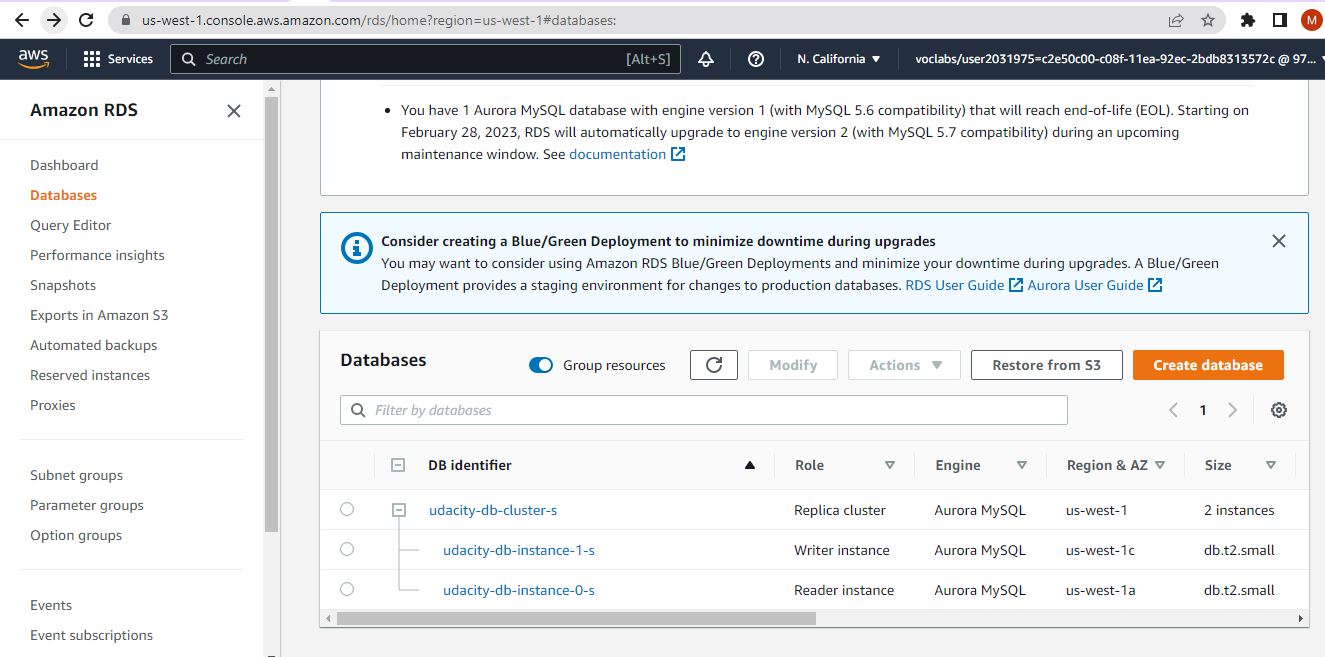 us-west-1.console.aws.amazon.com/rds/home?region=us-west-1#databases:
M
aws
Services
Search
[Alt+S]
N. California
voclabs/user2031975=c2e50c00-c08f-11ea-92ec-2bdb8313572c @ 97...
Amazon RDS
Dashboard
Databases
Query Editor
Performance insights
Snapshots
Exports in Amazon S3
Automated backups
Reserved instances
Proxies
Subnet groups
Parameter groups
Option groups
Events
Event subscriptions
• You have 1 Aurora MySQL database with engine version 1 (with MySQL 5.6 compatibility) that will reach end-of-life (EOL). Starting on
February 28, 2023, RDS will automatically upgrade to engine version 2 (with MySQL 5.7 compatibility) during an upcoming
maintenance window. See documentation
Consider creating a Blue/Green Deployment to minimize downtime during upgrades
You may want to consider using Amazon RDS Blue/Green Deployments and minimize your downtime during upgrades. A Blue/Green
Deployment provides a staging environment for changes to production databases. RDS User Guide Aurora User Guide
Databases
Group resources
Modify
Actions
Restore from S3
Create database
Filter by databases
1
DB identifier Role Engine Region & AZ Size
udacity-db-cluster-s Replica cluster Aurora MySQL us-west-1 2 instances
udacity-db-instance-1-s Writer instance Aurora MySQL us-west-1c db.t2.small
udacity-db-instance-0-s Reader instance Aurora MySQL us-west-1a db.t2.small